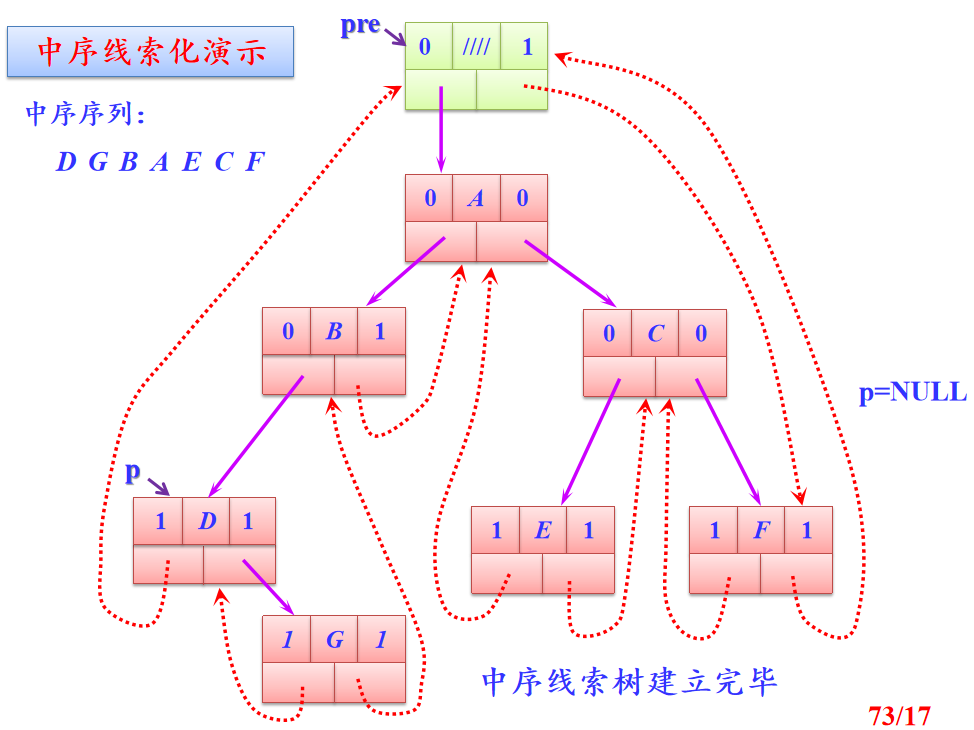 pre
0 //// 1
中序线索化演示
中序序列：
D G B A E C F
0 A 0
0 B 1
0 C 0
p=NULL
p
1 D 1
1 E 1
1 F 1
1 G 1
中序线索树建立完毕
73/17